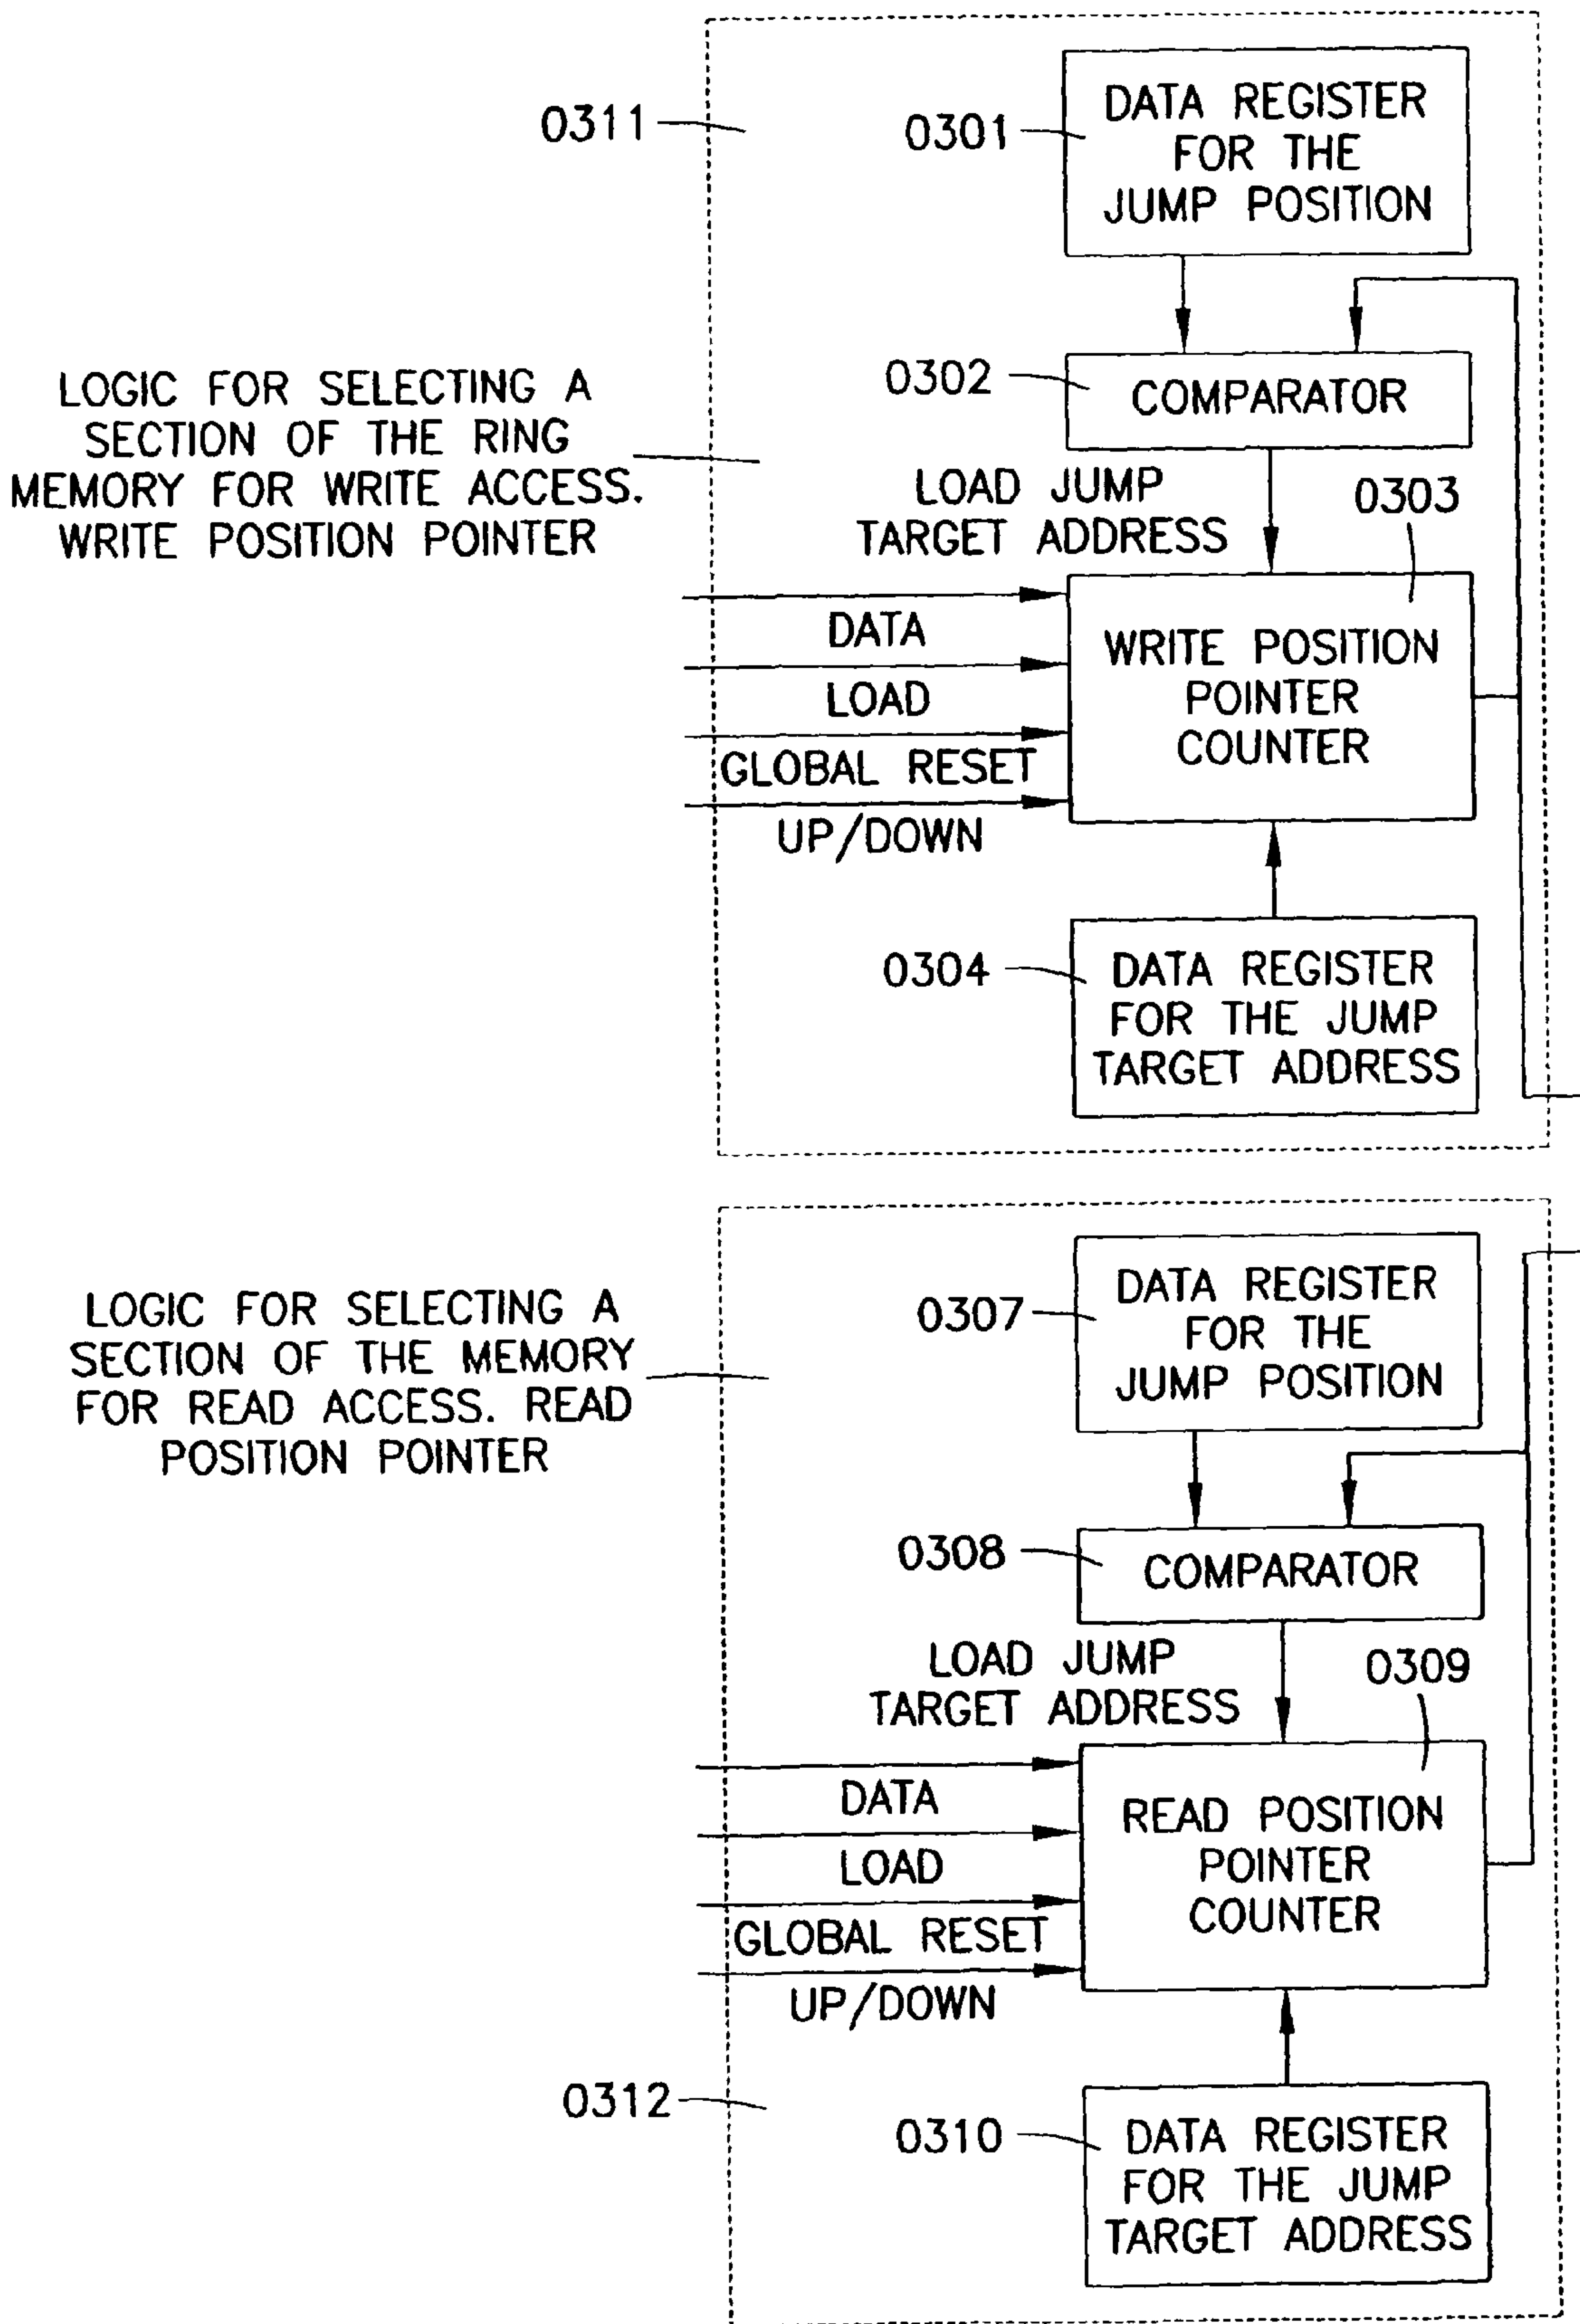 0311
0301
DATA REGISTER
FOR THE
JUMP POSITION
0302
COMPARATOR
LOGIC FOR SELECTING A
SECTION OF THE RING
MEMORY FOR WRITE ACCESS.
WRITE POSITION POINTER
LOAD JUMP
TARGET ADDRESS
0303
DATA
LOAD
GLOBAL RESET
UP/DOWN
WRITE POSITION
POINTER
COUNTER
0304
DATA REGISTER
FOR THE JUMP
TARGET ADDRESS
LOGIC FOR SELECTING A
SECTION OF THE MEMORY
FOR READ ACCESS. READ
POSITION POINTER
0307
DATA REGISTER
FOR THE
JUMP POSITION
0308
COMPARATOR
LOAD JUMP
TARGET ADDRESS
0309
DATA
LOAD
GLOBAL RESET
UP/DOWN
READ POSITION
POINTER
COUNTER
0312
0310
DATA REGISTER
FOR THE JUMP
TARGET ADDRESS